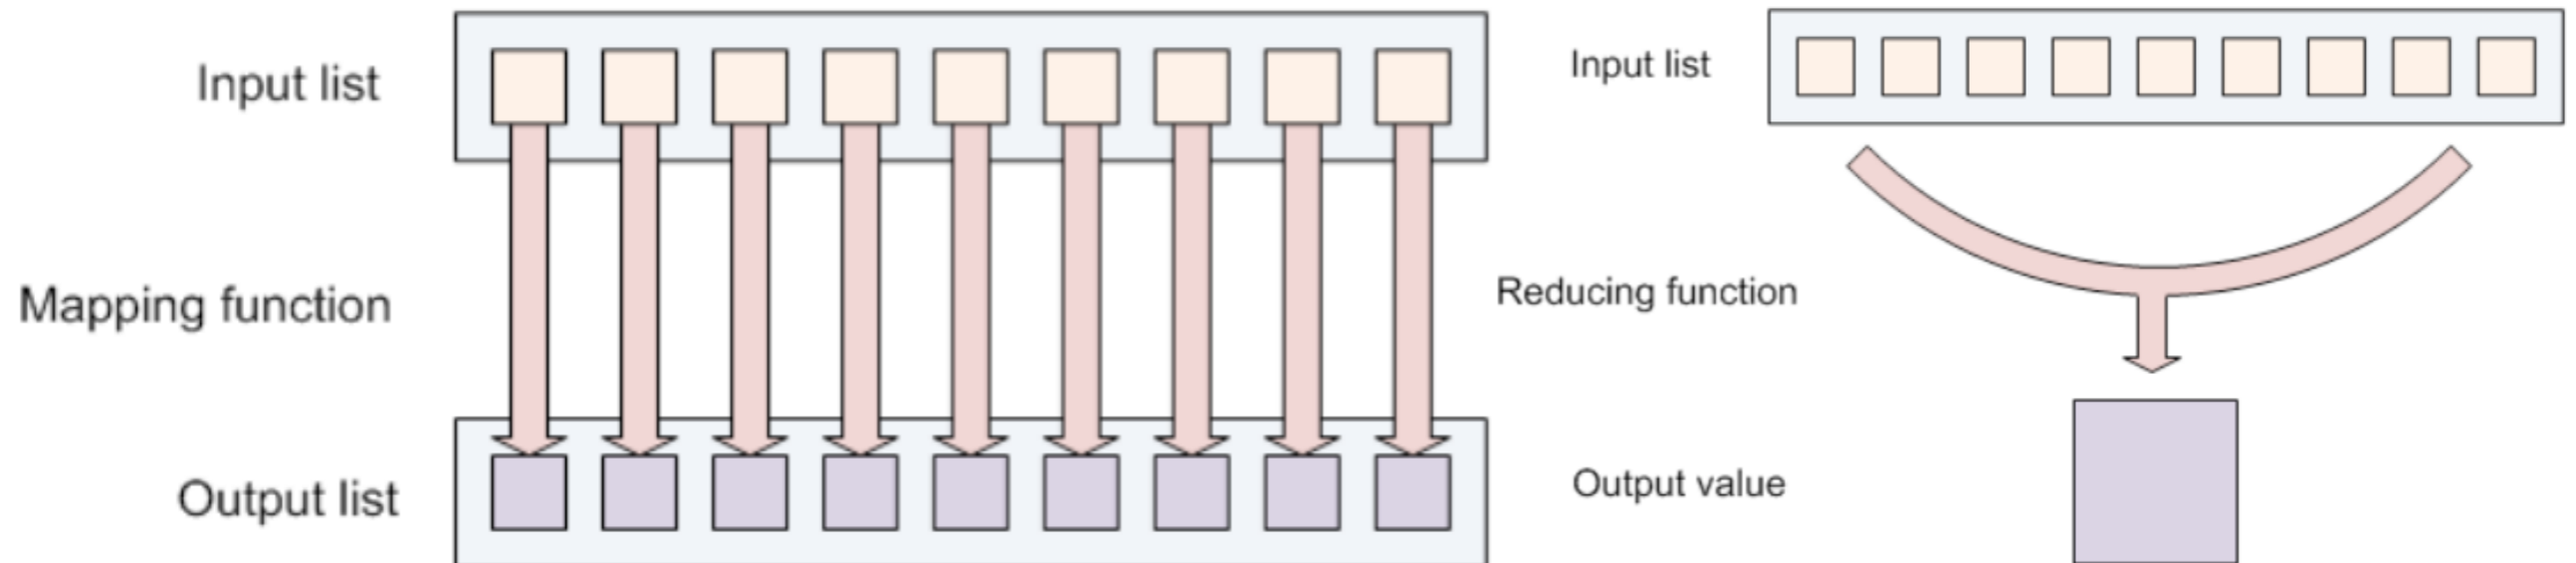 Input list
Mapping function
Output list
Input list
Reducing function
Output value